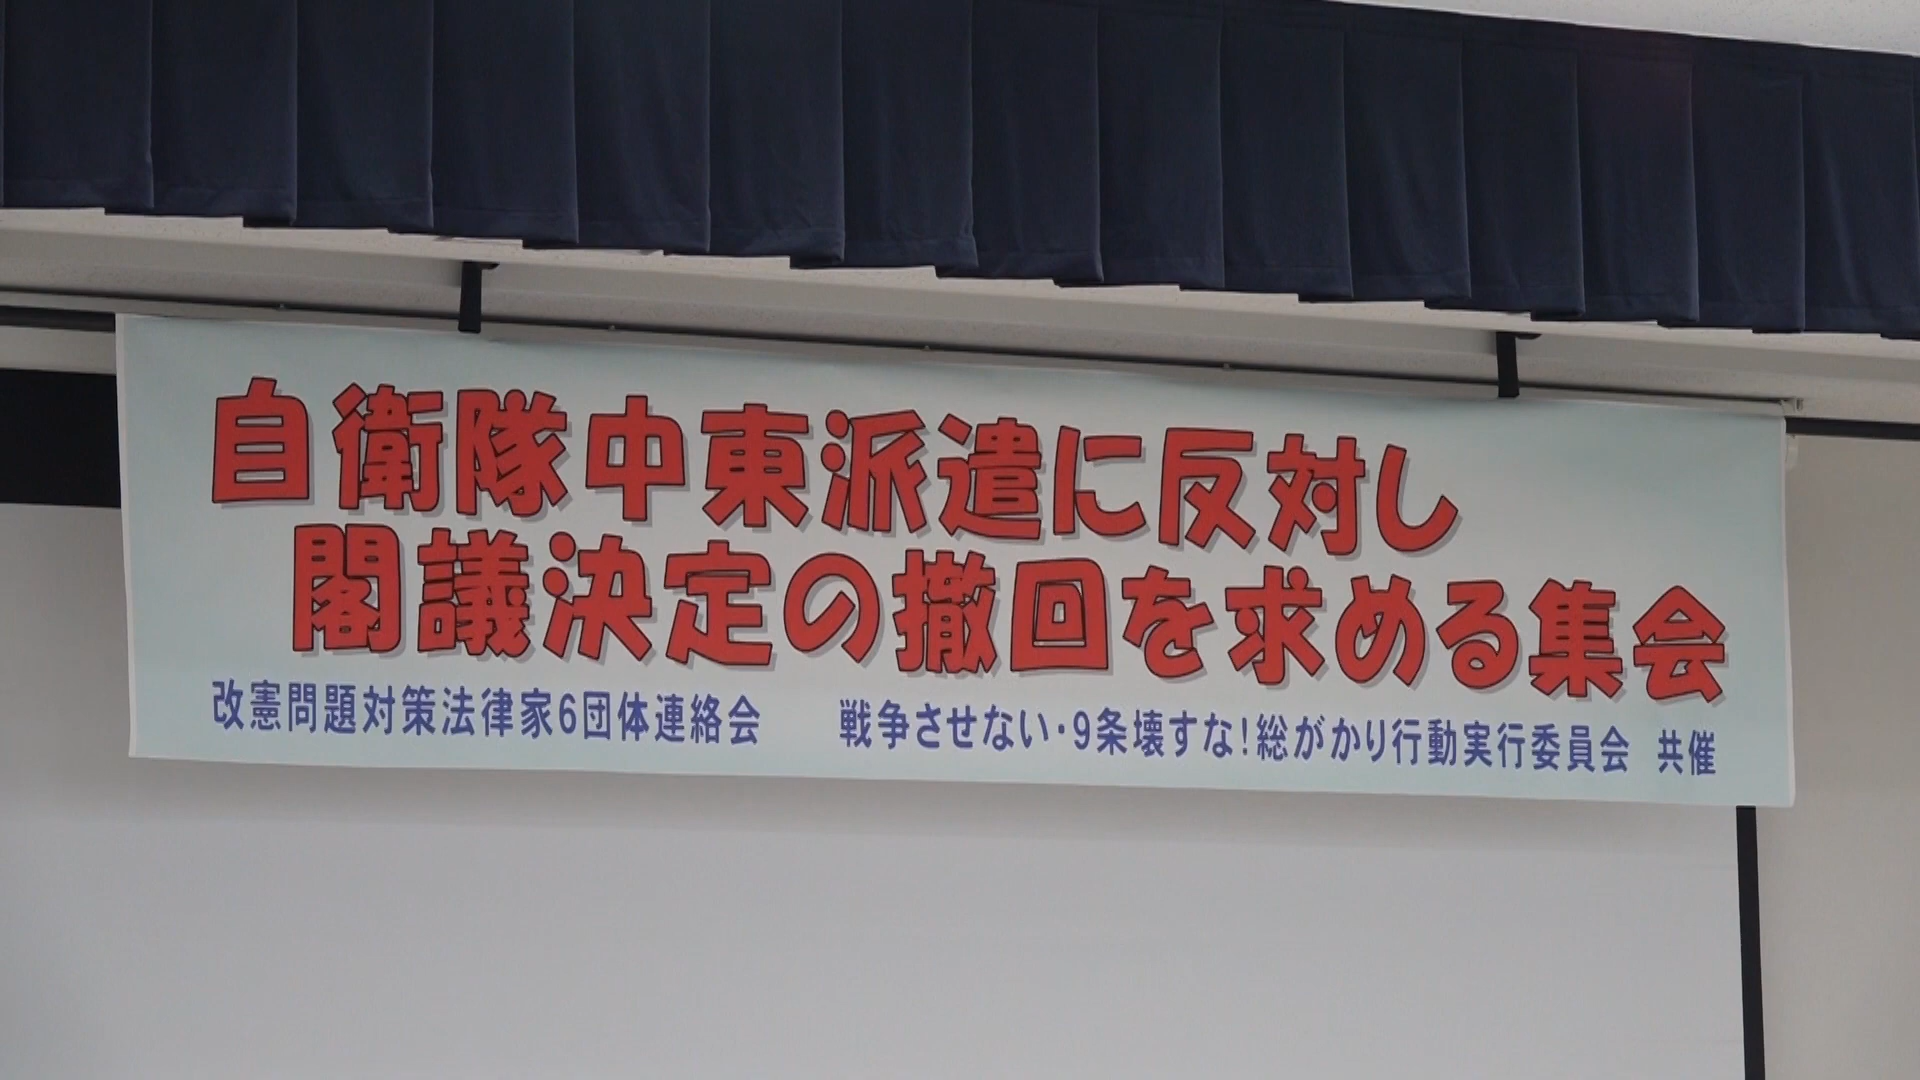 自衛隊中東派遣に反対し
閣議決定の撤回を求める集会
改憲問題対策法律家6団体連絡会　戦争させない・9条壊すな!総がかり行動実行委員会　共催